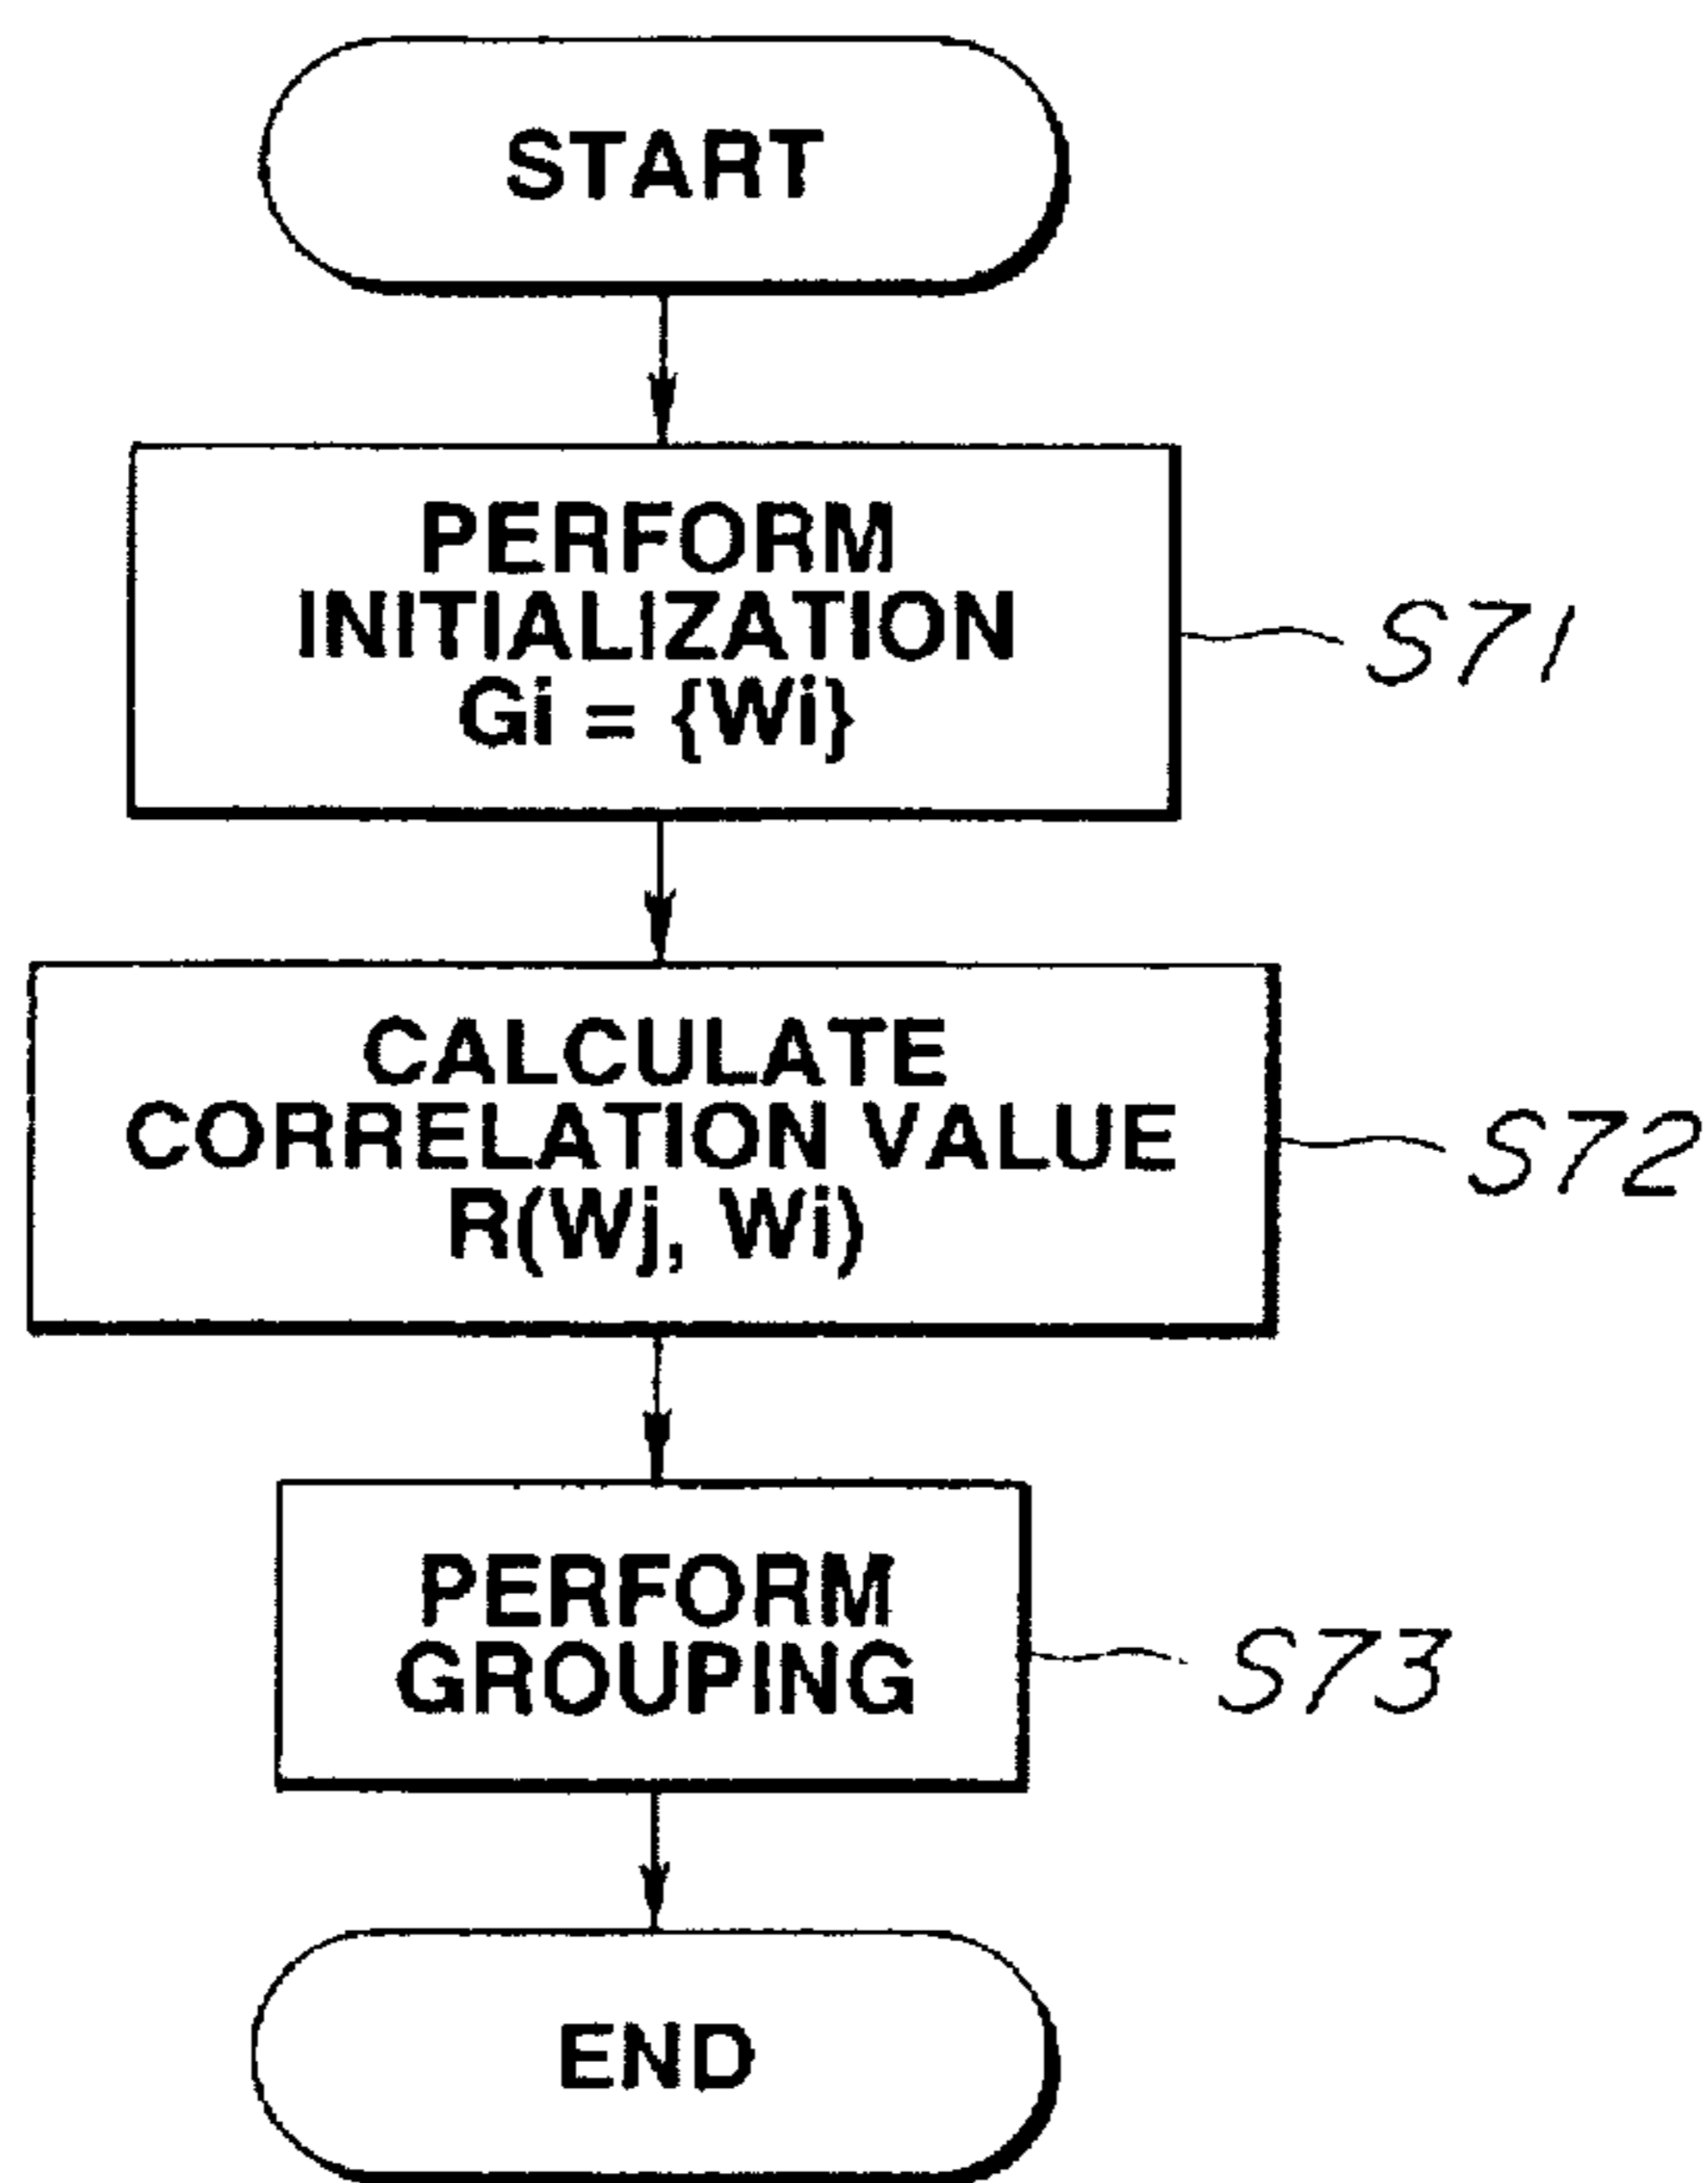 START
PERFORM
INITIALIZATION
Gi = {Wi}
S71
CALCULATE
CORRELATION VALUE
R(Wj, Wi)
S72
PERFORM
GROUPING
S73
END